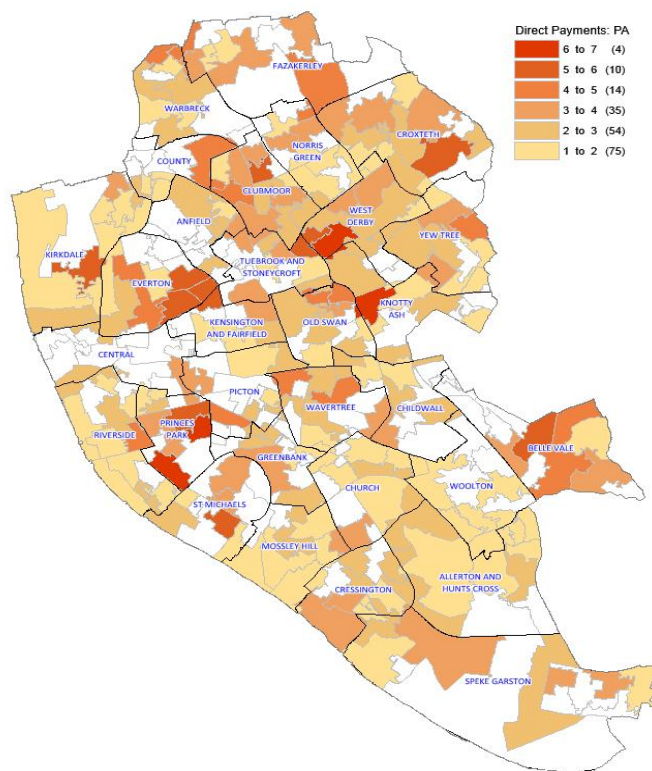 Direct Payments: PA
6 to 7 (4)
5 to 6 (10)
4 to 5 (14)
3 to 4 (35)
2 to 3 (54)
1 to 2 (75)
FAZAKERLEY
WARBRECK
CROXTETH
NORRIS
GREEN
COUNTY
CLUBMOOR
WEST
DERBY
ANFIELD
YEW TREE
KIRKDALE
TUEBROOK AND
STONEYCROFT
EVERTON
KNOTTY
ASH
KENSINGTON
AND FAIRFIELD
OLD SWAN
CENTRAL
PICTON
WAVERTREE
CHILDWALL
PRINCES
PARK
RIVERSIDE
BELLE VALE
GREENBANK
CHURCH
WOOLTON
ST MICHAELS
MOSSLEY HILL
ALLERTON AND
HUNTS CROSS
CRESSINGTON
SPEKE GARSTON